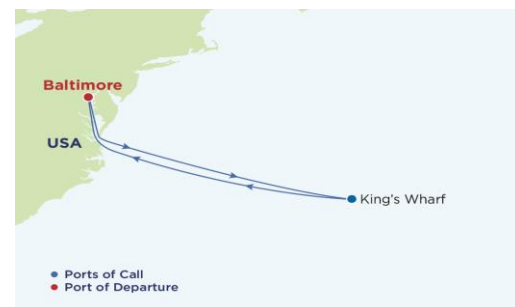 Baltimore
USA
King's Wharf
Ports of Call
Port of Departure